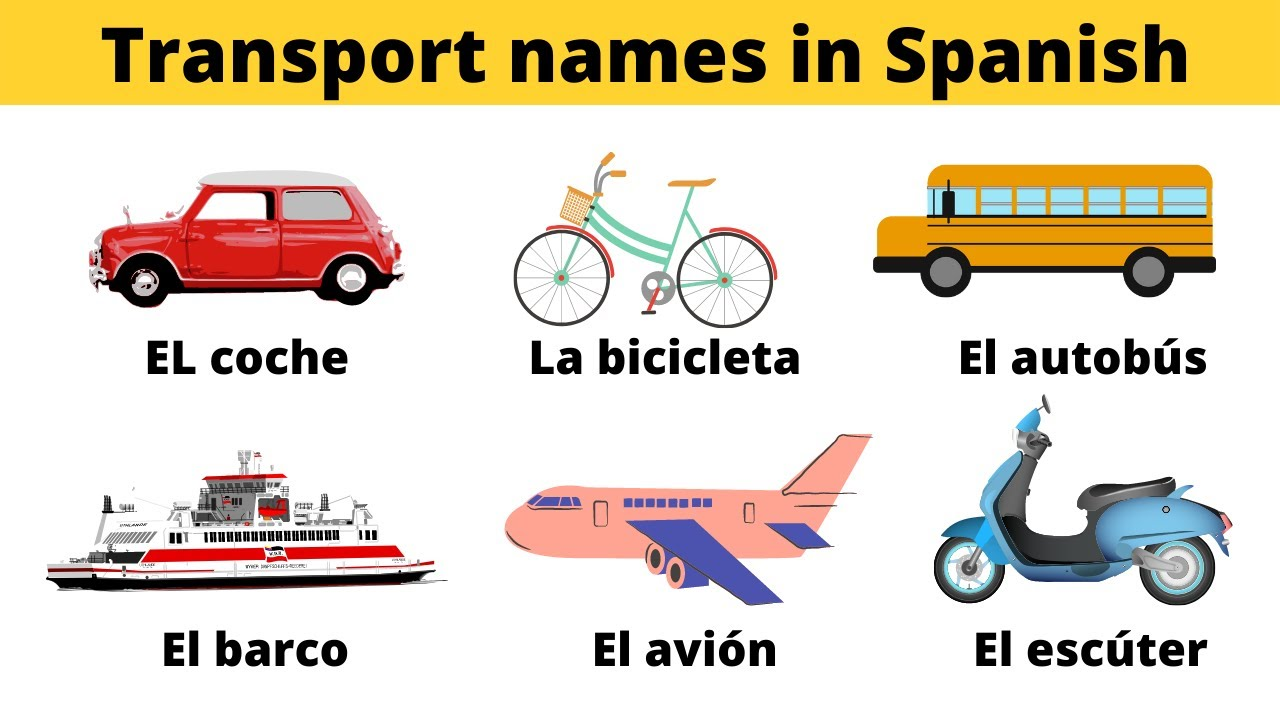 Transport names in Spanish
EL coche
La bicicleta
El autobús
El barco
El avión
El escúter